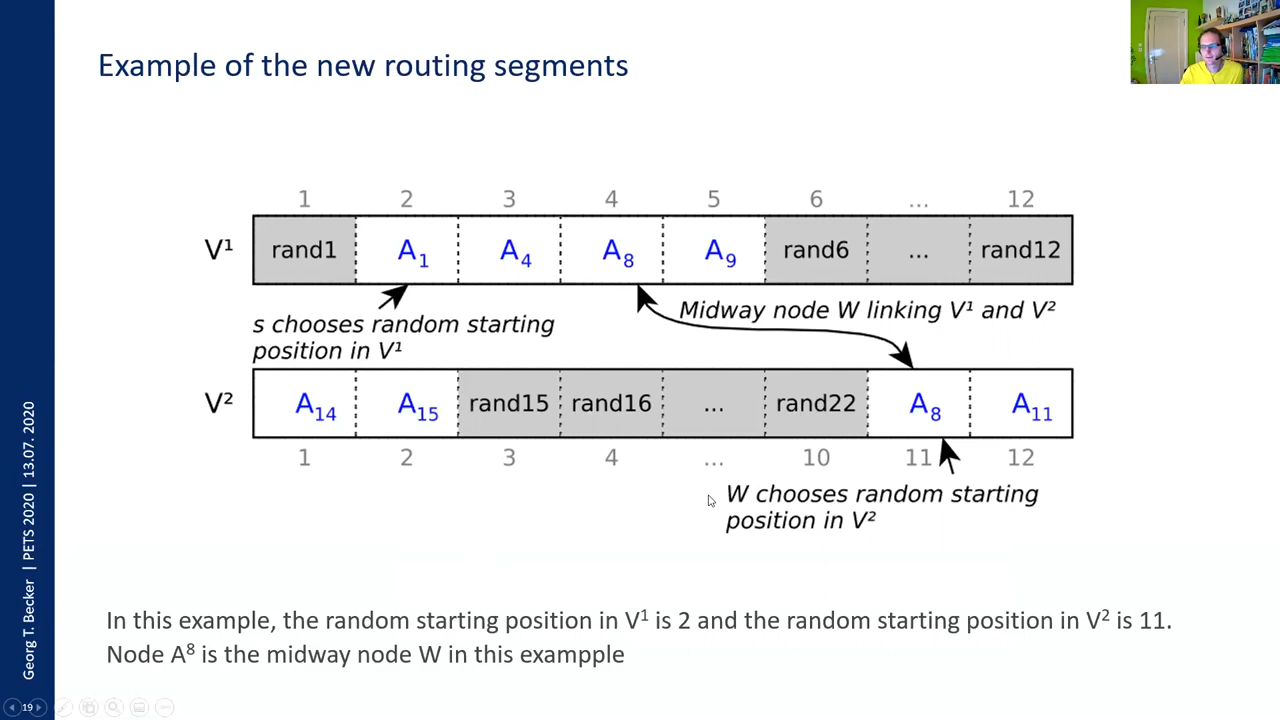 Example of the new routing segments
1 2 3 4 5 6 ... 12
V¹ rand1 A₁ A₄ A₈ A₉ rand6 ... rand12
Midway node W linking V¹ and V²
s chooses random starting
position in V¹
V² A₁₄ A₁₅ rand15 rand16 ... rand22 A₈ A₁₁
1 2 3 4 ... 10 11 12
W chooses random starting
position in V²
In this example, the random starting position in V¹ is 2 and the random starting position in V² is 11.
Node A⁸ is the midway node W in this exampple
Georg T. Becker | PETS 2020 | 13.07. 2020
19